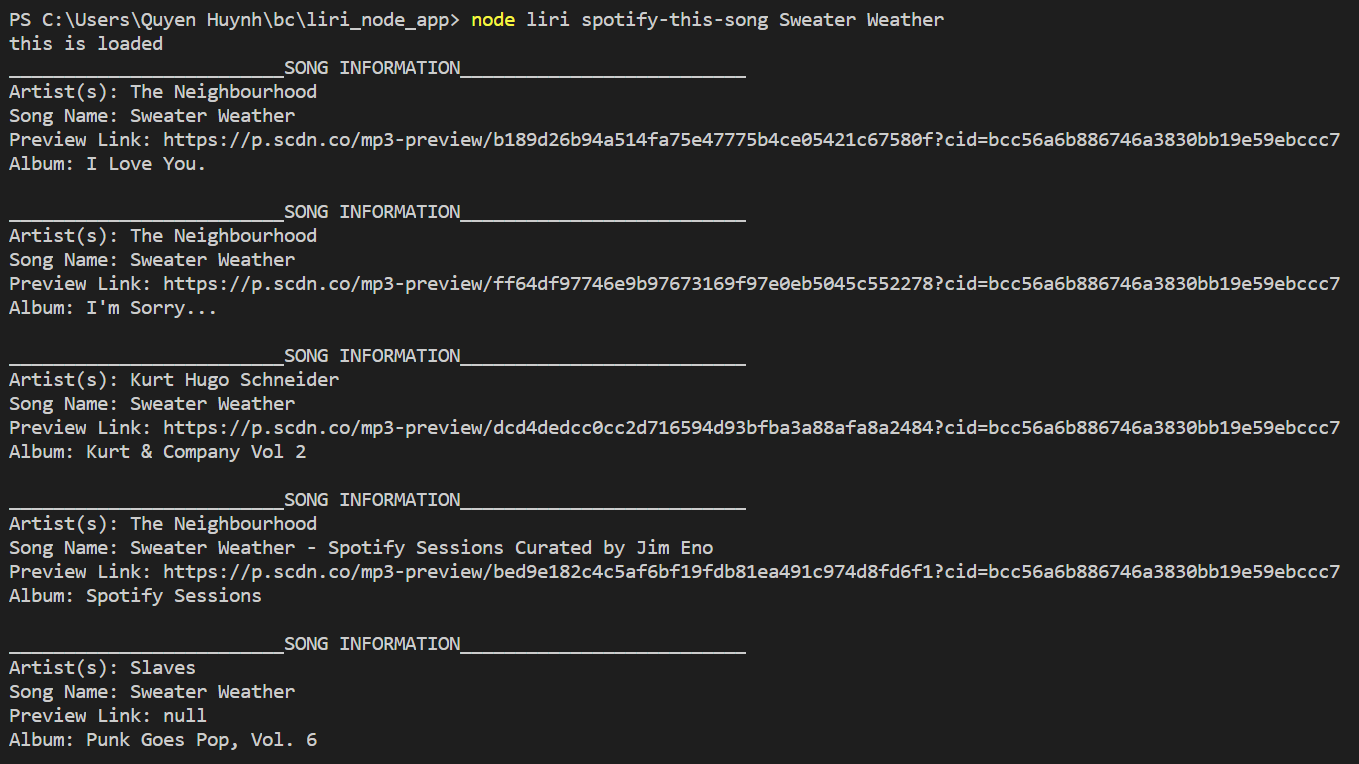 PS C:\Users\Quyen Huynh\bc\liri_node_app> node liri spotify-this-song Sweater Weather
this is loaded
_________________________SONG INFORMATION__________________________
Artist(s): The Neighbourhood
Song Name: Sweater Weather
Preview Link: https://p.scdn.co/mp3-preview/b189d26b94a514fa75e47775b4ce05421c67580f?cid=bcc56a6b886746a3830bb19e59ebccc7
Album: I Love You.

_________________________SONG INFORMATION__________________________
Artist(s): The Neighbourhood
Song Name: Sweater Weather
Preview Link: https://p.scdn.co/mp3-preview/ff64df97746e9b97673169f97e0eb5045c552278?cid=bcc56a6b886746a3830bb19e59ebccc7
Album: I'm Sorry...

_________________________SONG INFORMATION__________________________
Artist(s): Kurt Hugo Schneider
Song Name: Sweater Weather
Preview Link: https://p.scdn.co/mp3-preview/dcd4dedcc0cc2d716594d93bfba3a88afa8a2484?cid=bcc56a6b886746a3830bb19e59ebccc7
Album: Kurt & Company Vol 2

_________________________SONG INFORMATION__________________________
Artist(s): The Neighbourhood
Song Name: Sweater Weather - Spotify Sessions Curated by Jim Eno
Preview Link: https://p.scdn.co/mp3-preview/bed9e182c4c5af6bf19fdb81ea491c974d8fd6f1?cid=bcc56a6b886746a3830bb19e59ebccc7
Album: Spotify Sessions

_________________________SONG INFORMATION__________________________
Artist(s): Slaves
Song Name: Sweater Weather
Preview Link: null
Album: Punk Goes Pop, Vol. 6